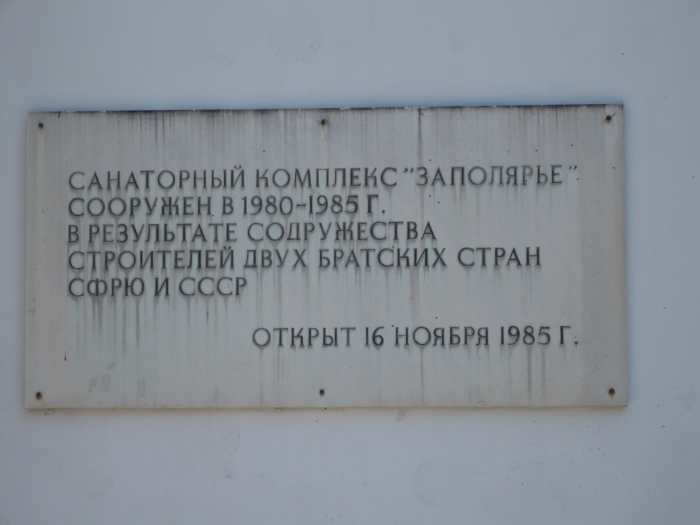 САНАТОРНЫЙ КОМПЛЕКС "ЗАПОЛЯРЬЕ"
СООРУЖЕН В 1980-1985 Г.
В РЕЗУЛЬТАТЕ СОДРУЖЕСТВА
СТРОИТЕЛЕЙ ДВУХ БРАТСКИХ СТРАН
СФРЮ И СССР
ОТКРЫТ 16 НОЯБРЯ 1985 Г.